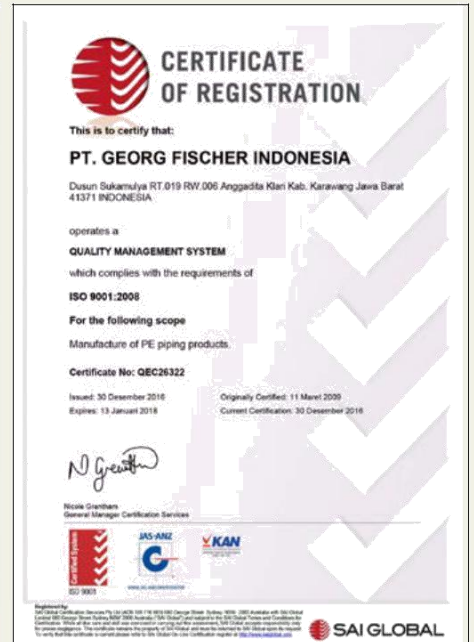 CERTIFICATE
OF REGISTRATION
This is to certify that:
PT. GEORG FISCHER INDONESIA
Dusun Sukamulya RT.019 RW.006 Anggadita Klari Kab. Karawang Jawa Barat
41371 INDONESIA
operates a
QUALITY MANAGEMENT SYSTEM
which complies with the requirements of
ISO 9001:2008
For the following scope
Manufacture of PE piping products.
Certificate No: QEC26322
Issued: 30 Desember 2016
Originally Certified: 11 Maret 2009
Expires: 13 Januari 2018
Current Certification: 30 Desember 2016
Nicole Grantham
General Manager Certification Services
Certified System
ISO 9001
JAS-ANZ
KAN
Registered by:
SAI GLOBAL